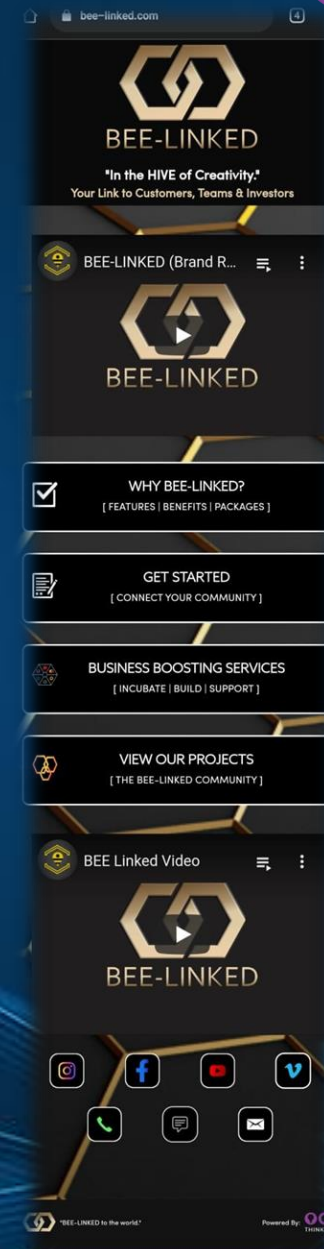 bee-linked.com
4
BEE-LINKED
"In the HIVE of Creativity."
Your Link to Customers, Teams & Investors
BEE-LINKED (Brand R...
BEE-LINKED
WHY BEE-LINKED?
[ FEATURES | BENEFITS | PACKAGES ]
GET STARTED
[ CONNECT YOUR COMMUNITY ]
BUSINESS BOOSTING SERVICES
[ INCUBATE | BUILD | SUPPORT ]
VIEW OUR PROJECTS
[ THE BEE-LINKED COMMUNITY ]
BEE Linked Video
BEE-LINKED
"BEE-LINKED to the world."
Powered By:
THINK